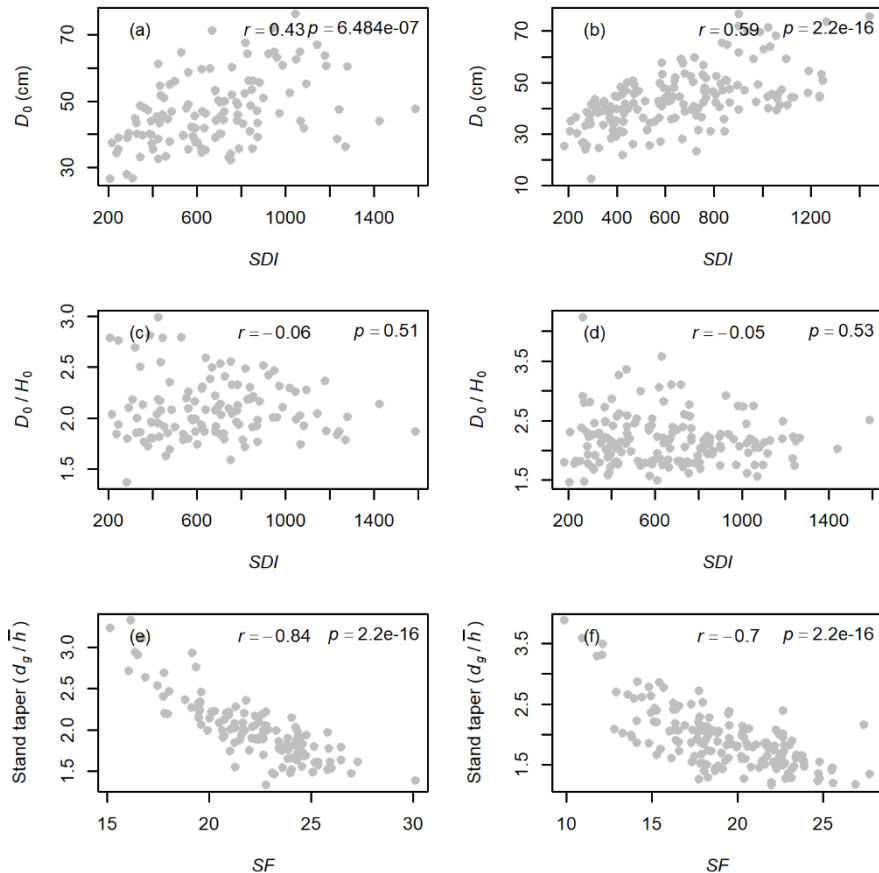 (a) r = 0.43 p = 6.484e-07
D₀ (cm)
70
50
30
200 600 1000 1400
SDI
(b) r = 0.59 p = 2.2e-16
D₀ (cm)
70
50
30
10
200 400 600 800 1200
SDI
(c) r = −0.06 p = 0.51
D₀ / H₀
3.0
2.5
2.0
1.5
200 600 1000 1400
SDI
(d) r = −0.05 p = 0.53
D₀ / H₀
3.5
2.5
1.5
200 600 1000 1400
SDI
(e) r = −0.84 p = 2.2e-16
Stand taper ( d_g / h̅ )
3.0
2.5
2.0
1.5
15 20 25 30
SF
(f) r = −0.7 p = 2.2e-16
Stand taper ( d_g / h̅ )
3.5
2.5
1.5
10 15 20 25
SF